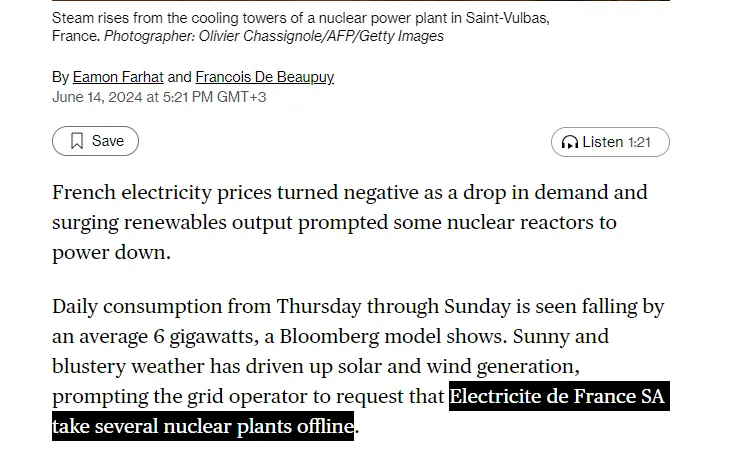 Steam rises from the cooling towers of a nuclear power plant in Saint-Vulbas,
France. Photographer: Olivier Chassignole/AFP/Getty Images
By Eamon Farhat and Francois De Beaupuy
June 14, 2024 at 5:21 PM GMT+3
Save
Listen 1:21
French electricity prices turned negative as a drop in demand and
surging renewables output prompted some nuclear reactors to
power down.
Daily consumption from Thursday through Sunday is seen falling by
an average 6 gigawatts, a Bloomberg model shows. Sunny and
blustery weather has driven up solar and wind generation,
prompting the grid operator to request that Electricite de France SA
take several nuclear plants offline.